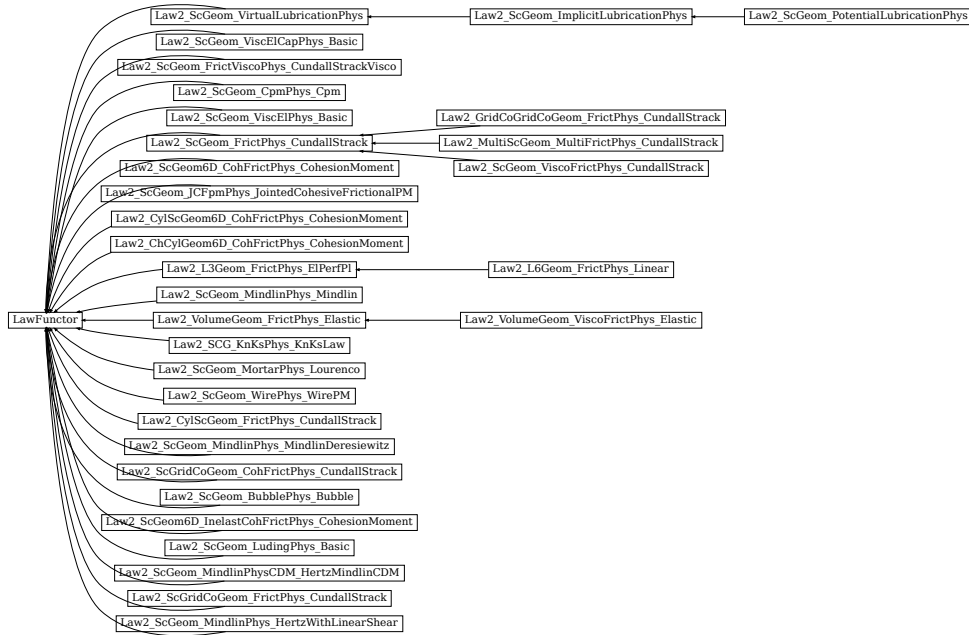 Law2_ScGeom_VirtualLubricationPhys
Law2_ScGeom_ImplicitLubricationPhys
Law2_ScGeom_PotentialLubricationPhys
Law2_ScGeom_ViscElCapPhys_Basic
Law2_ScGeom_FrictViscoPhys_CundallStrackVisco
Law2_ScGeom_CpmPhys_Cpm
Law2_ScGeom_ViscElPhys_Basic
Law2_GridCoGridCoGeom_FrictPhys_CundallStrack
Law2_ScGeom_FrictPhys_CundallStrack
Law2_MultiScGeom_MultiFrictPhys_CundallStrack
Law2_ScGeom6D_CohFrictPhys_CohesionMoment
Law2_ScGeom_ViscoFrictPhys_CundallStrack
Law2_ScGeom_JCFpmPhys_JointedCohesiveFrictionalPM
Law2_CylScGeom6D_CohFrictPhys_CohesionMoment
Law2_ChCylGeom6D_CohFrictPhys_CohesionMoment
Law2_L3Geom_FrictPhys_ElPerfPl
Law2_L6Geom_FrictPhys_Linear
Law2_ScGeom_MindlinPhys_Mindlin
LawFunctor
Law2_VolumeGeom_FrictPhys_Elastic
Law2_VolumeGeom_ViscoFrictPhys_Elastic
Law2_SCG_KnKsPhys_KnKsLaw
Law2_ScGeom_MortarPhys_Lourenco
Law2_ScGeom_WirePhys_WirePM
Law2_CylScGeom_FrictPhys_CundallStrack
Law2_ScGeom_MindlinPhys_MindlinDeresiewitz
Law2_ScGridCoGeom_CohFrictPhys_CundallStrack
Law2_ScGeom_BubblePhys_Bubble
Law2_ScGeom6D_InelastCohFrictPhys_CohesionMoment
Law2_ScGeom_LudingPhys_Basic
Law2_ScGeom_MindlinPhysCDM_HertzMindlinCDM
Law2_ScGridCoGeom_FrictPhys_CundallStrack
Law2_ScGeom_MindlinPhys_HertzWithLinearShear